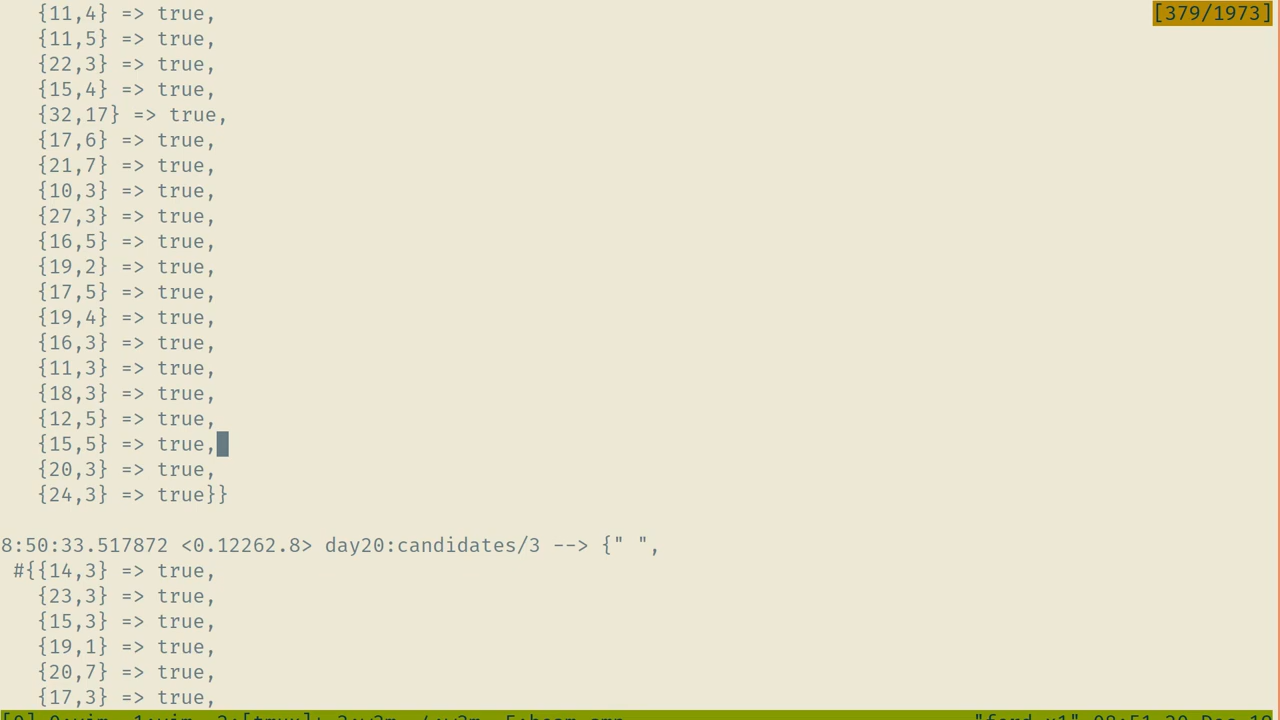 {11,4} => true,                                                                              [379/1973]
   {11,5} => true,
   {22,3} => true,
   {15,4} => true,
   {32,17} => true,
   {17,6} => true,
   {21,7} => true,
   {10,3} => true,
   {27,3} => true,
   {16,5} => true,
   {19,2} => true,
   {17,5} => true,
   {19,4} => true,
   {16,3} => true,
   {11,3} => true,
   {18,3} => true,
   {12,5} => true,
   {15,5} => true,
   {20,3} => true,
   {24,3} => true}}

8:50:33.517872 <0.12262.8> day20:candidates/3 --> {" ",
 #{{14,3} => true,
   {23,3} => true,
   {15,3} => true,
   {19,1} => true,
   {20,7} => true,
   {17,3} => true,